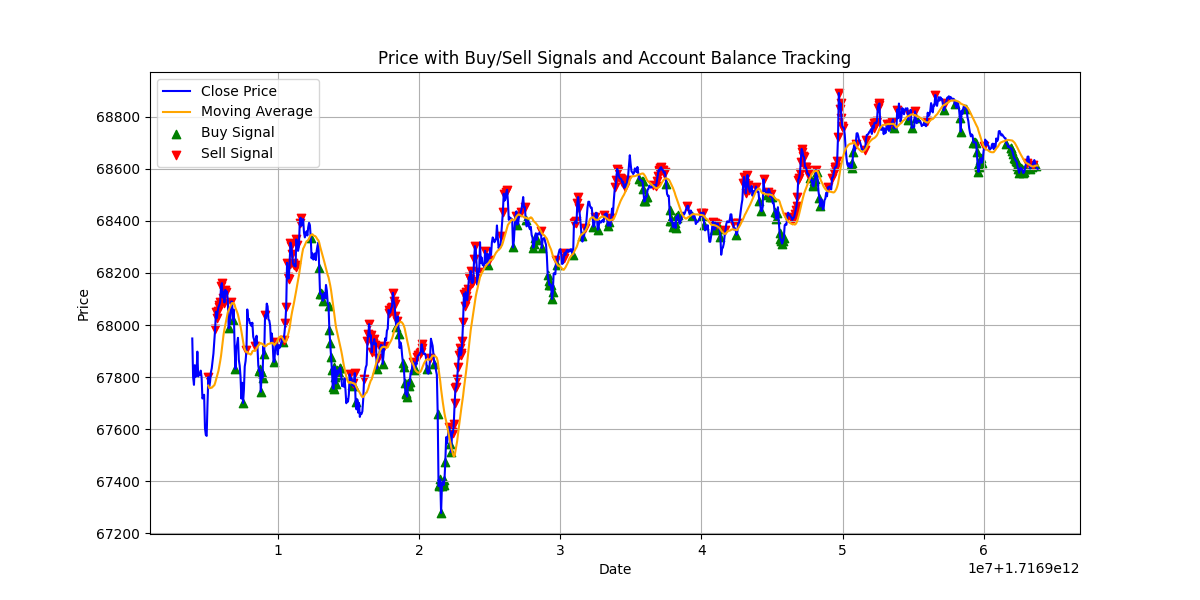 Price with Buy/Sell Signals and Account Balance Tracking
Close Price
Moving Average
Buy Signal
Sell Signal
Price
68800
68600
68400
68200
68000
67800
67600
67400
67200
1 2 3 4 5 6
Date
1e7+1.7169e12